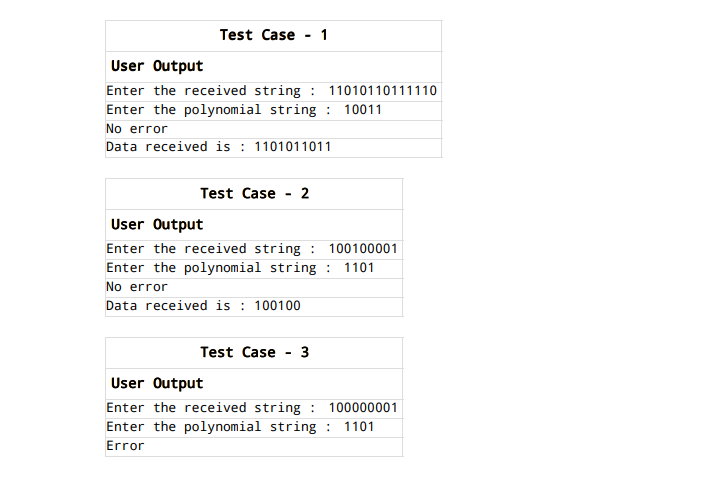 Test Case - 1
User Output
Enter the received string : 11010110111110
Enter the polynomial string : 10011
No error
Data received is : 1101011011
Test Case - 2
User Output
Enter the received string : 100100001
Enter the polynomial string : 1101
No error
Data received is : 100100
Test Case - 3
User Output
Enter the received string : 100000001
Enter the polynomial string : 1101
Error